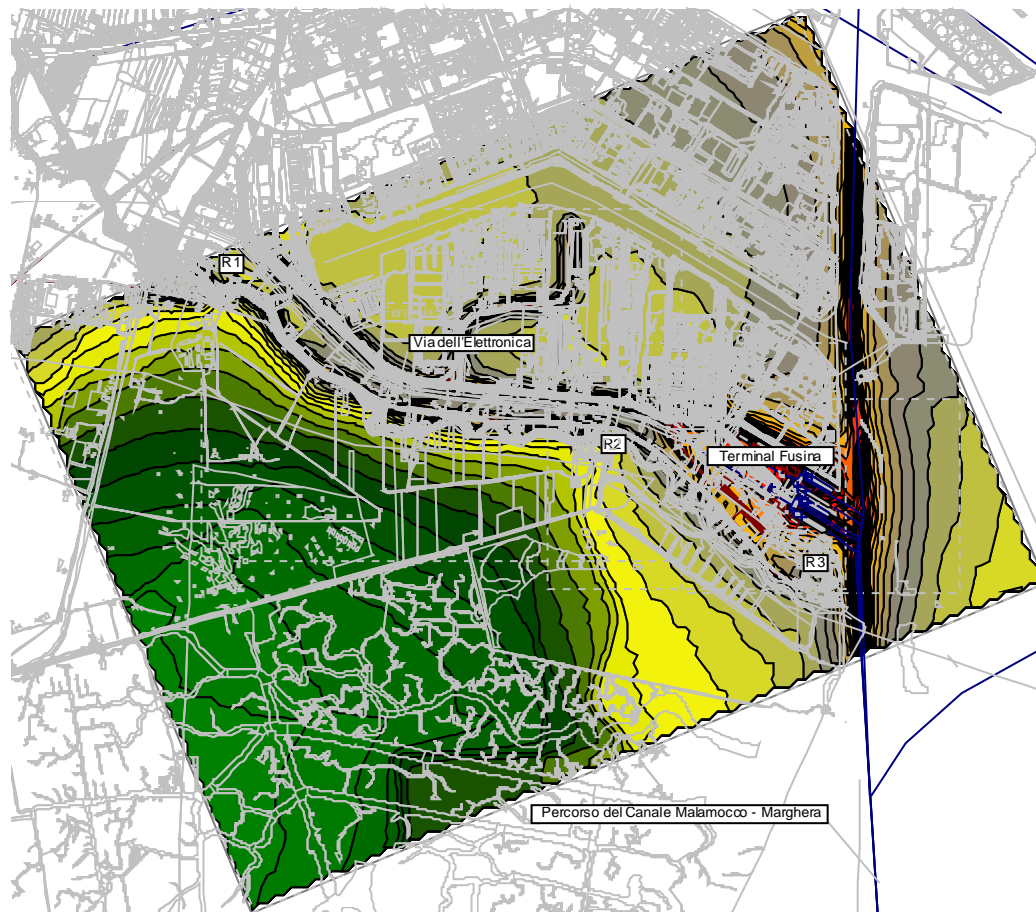 R1
Via dell'Elettronica
R2
Terminal Fusina
R3
Percorso del Canale Malamocco - Marghera